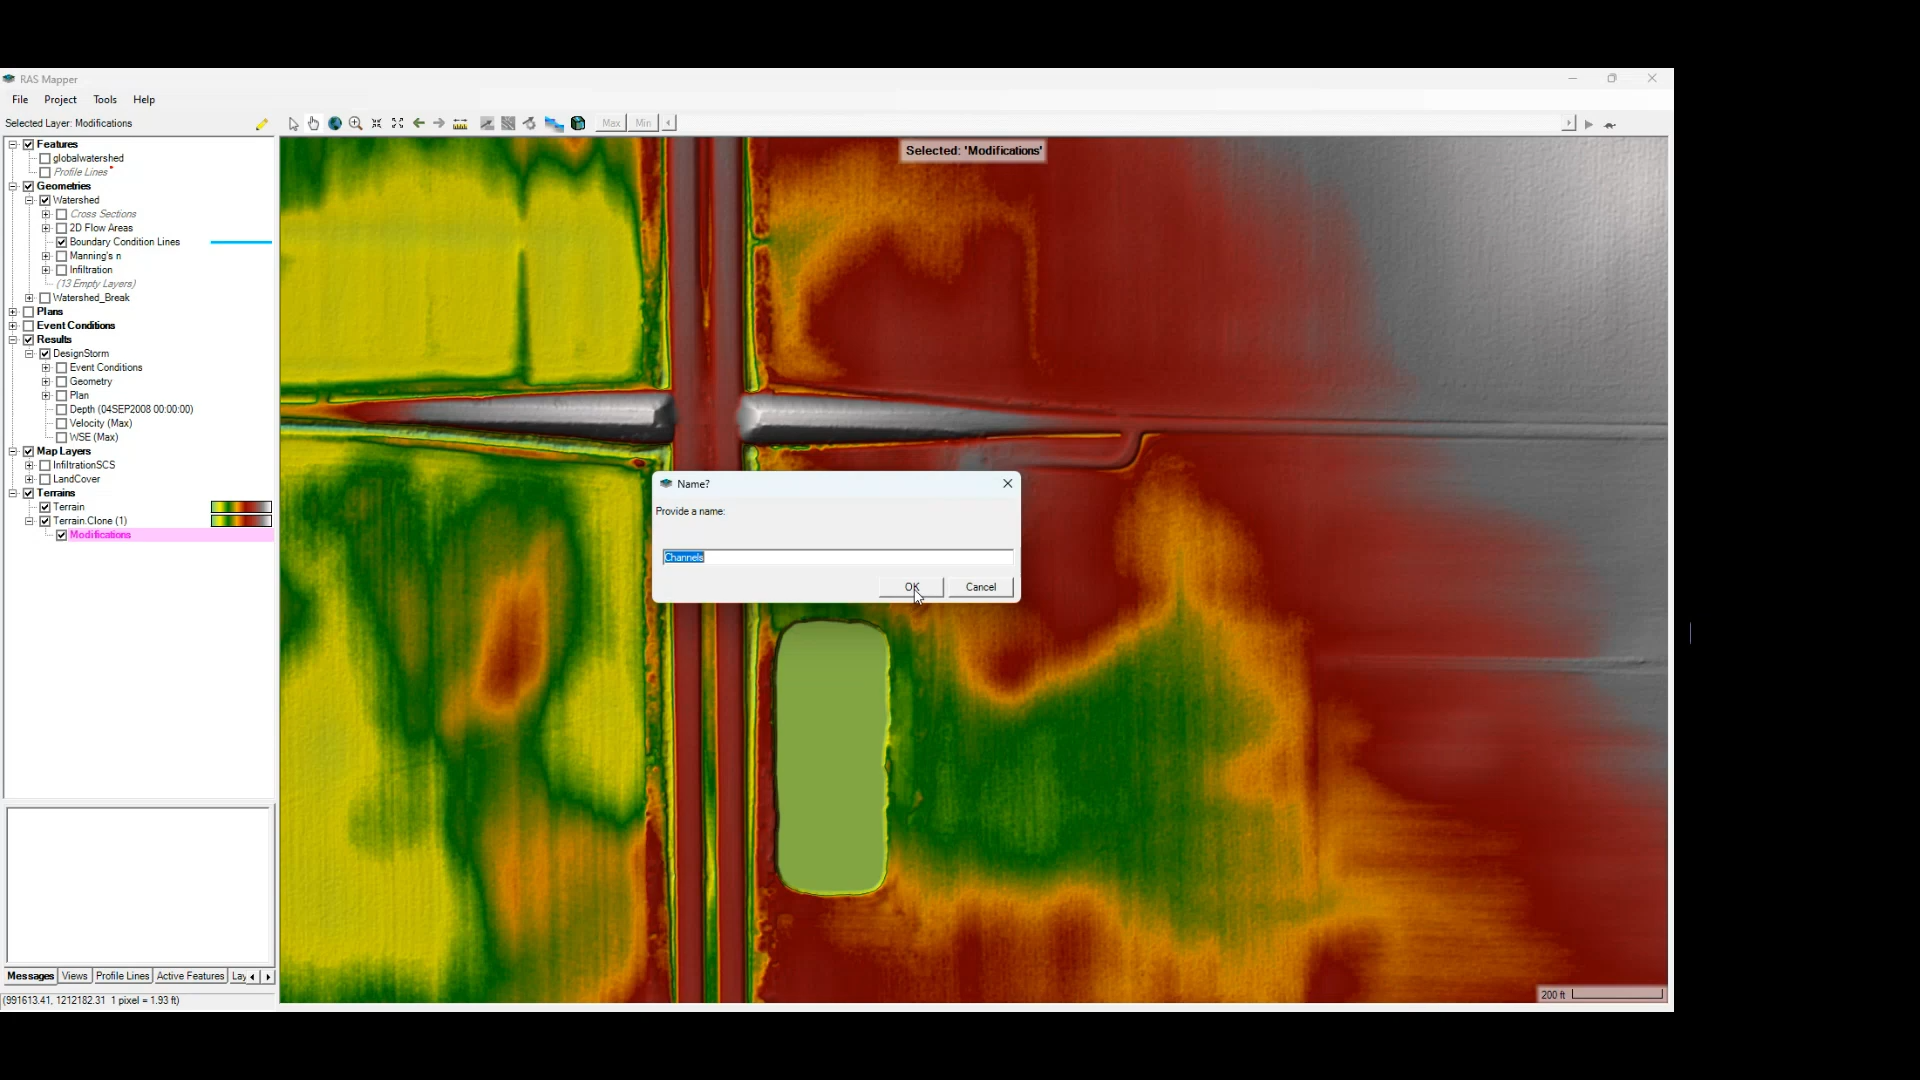 RAS Mapper
File Project Tools Help
Selected Layer: Modifications
Max Min
Features
globalwatershed
Profile Lines *
Geometries
Watershed
Cross Sections
2D Flow Areas
Boundary Condition Lines
Manning's n
Infiltration
(13 Empty Layers)
Watershed_Break
Plans
Event Conditions
Results
DesignStorm
Event Conditions
Geometry
Plan
Depth (04SEP2008 00:00:00)
Velocity (Max)
WSE (Max)
Map Layers
InfiltrationSCS
LandCover
Terrains
Terrain
Terrain.Clone (1)
Modifications
Selected: 'Modifications'
Name?
Provide a name:
Channels
OK Cancel
200 ft
Messages Views Profile Lines Active Features Lay
(991613.41, 1212182.31 1 pixel = 1.93 ft)